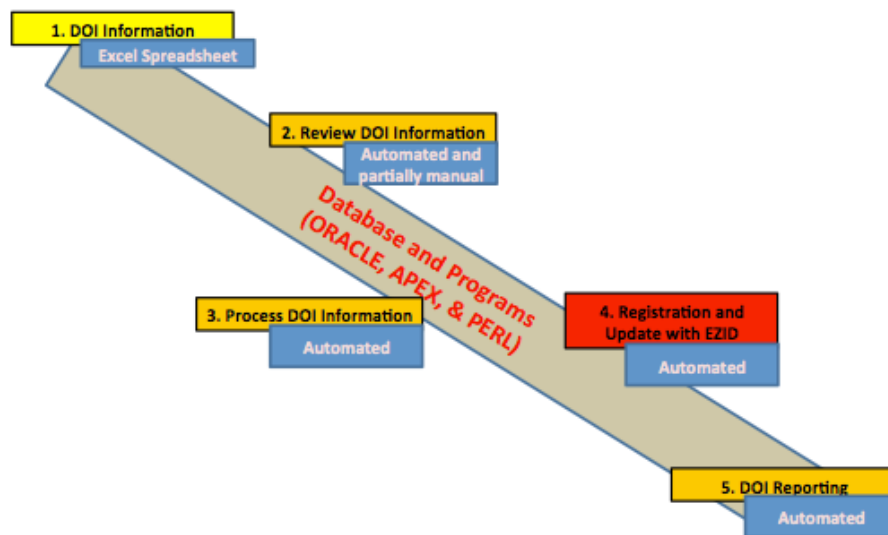 1. DOI Information
Excel Spreadsheet
2. Review DOI Information
Automated and
partially manual
Database and Programs
(ORACLE, APEX, & PERL)
3. Process DOI Information
Automated
4. Registration and
Update with EZID
Automated
5. DOI Reporting
Automated